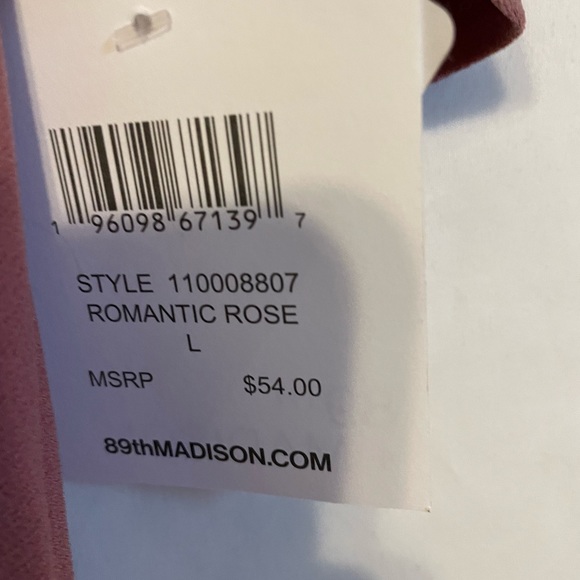 1 96098 67139 7
STYLE 110008807
ROMANTIC ROSE
L
MSRP $54.00
89thMADISON.COM